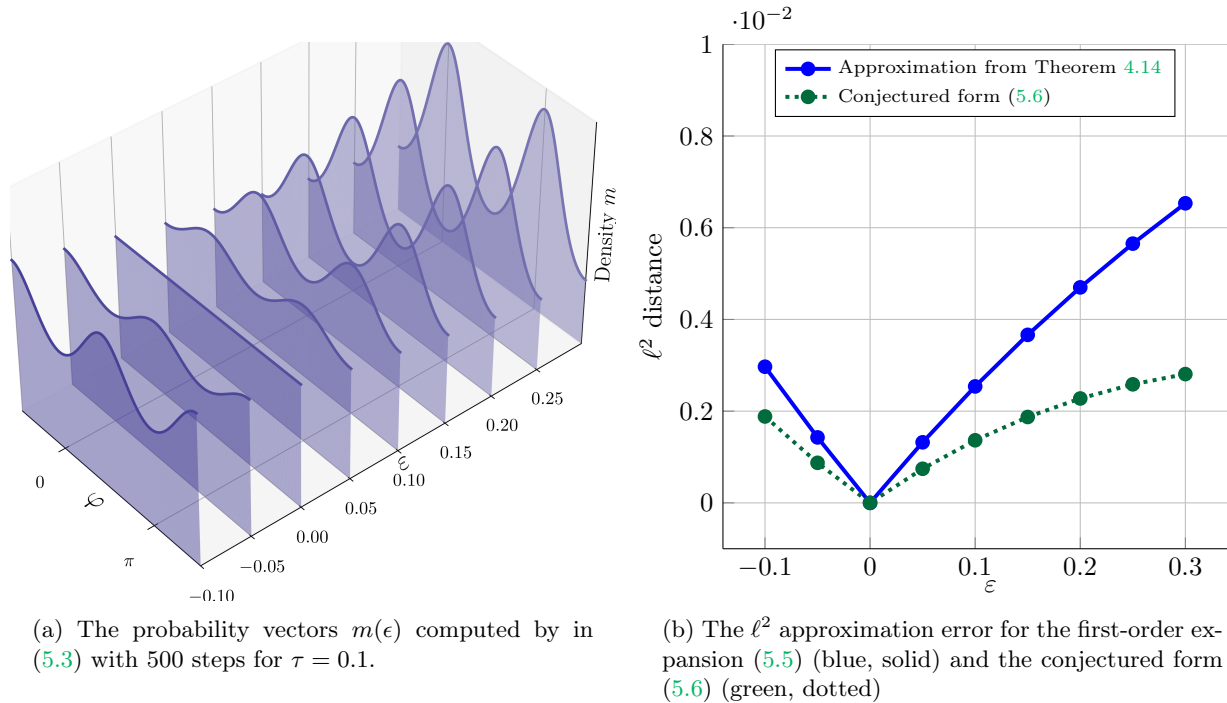 Density m
0
φ
π
−0.10
−0.05
0.00
0.05
0.10
ε
0.15
0.20
0.25
(a) The probability vectors m(ϵ) computed by in
(5.3) with 500 steps for τ = 0.1.
·10−2
1
0.8
0.6
0.4
0.2
0
ℓ2 distance
Approximation from Theorem 4.14
Conjectured form (5.6)
−0.1
0
0.1
0.2
0.3
ε
(b) The ℓ2 approximation error for the first-order ex-
pansion (5.5) (blue, solid) and the conjectured form
(5.6) (green, dotted)